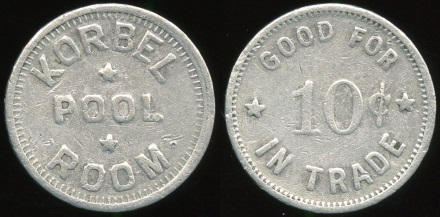 KORBEL
POOL
ROOM
GOOD FOR
10¢
IN TRADE